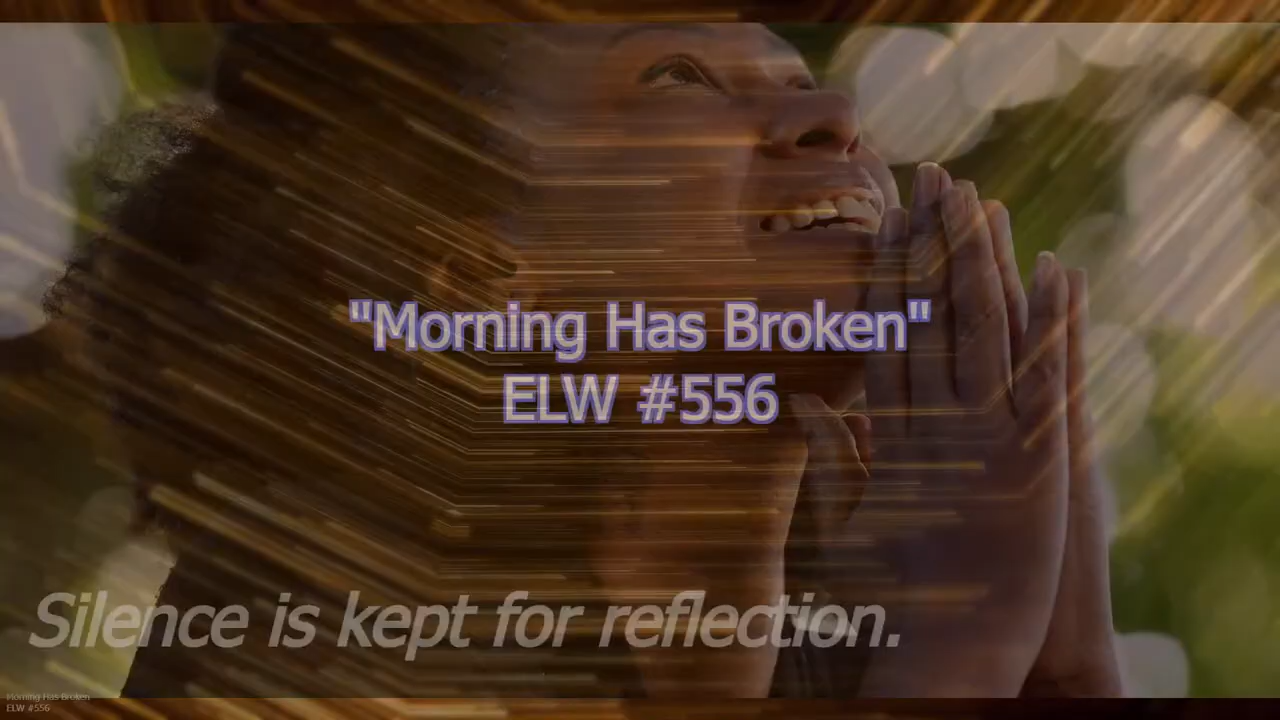 "Morning Has Broken"
ELW #556
Silence is kept for reflection.
Morning Has Broken
ELW #556